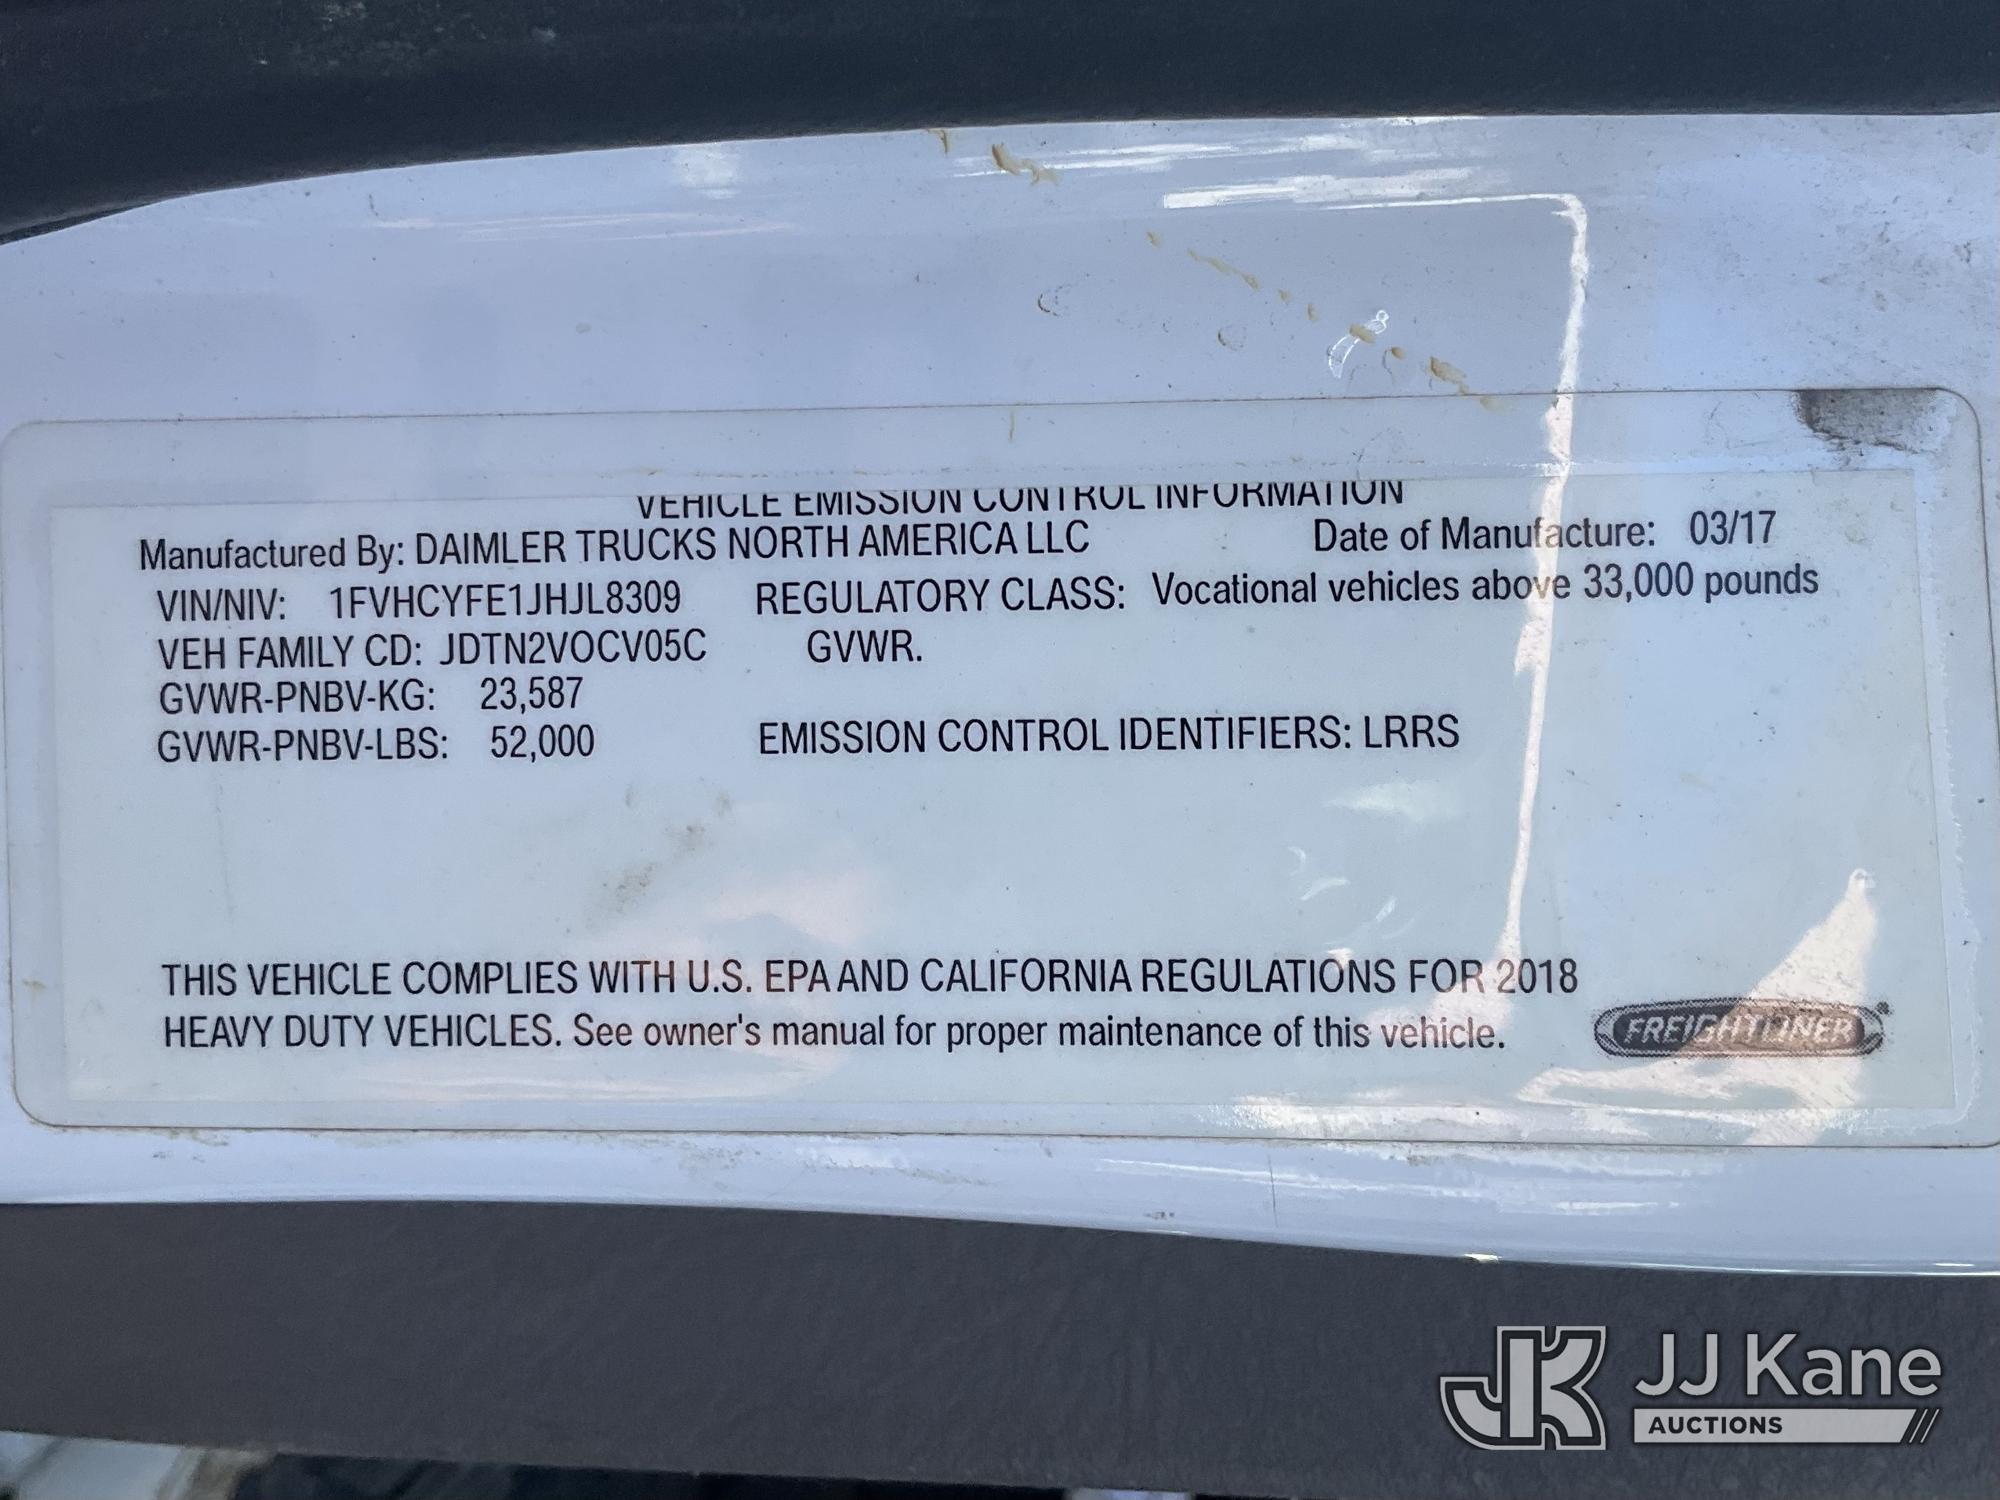 VEHICLE EMISSION CONTROL INFORMATION
Manufactured By: DAIMLER TRUCKS NORTH AMERICA LLC Date of Manufacture: 03/17
VIN/NIV: 1FVHCYFE1JHJL8309 REGULATORY CLASS: Vocational vehicles above 33,000 pounds
VEH FAMILY CD: JDTN2VOCV05C GVWR.
GVWR-PNBV-KG: 23,587
GVWR-PNBV-LBS: 52,000 EMISSION CONTROL IDENTIFIERS: LRRS
THIS VEHICLE COMPLIES WITH U.S. EPA AND CALIFORNIA REGULATIONS FOR 2018
HEAVY DUTY VEHICLES. See owner's manual for proper maintenance of this vehicle.
FREIGHTLINER
JK JJ Kane
AUCTIONS